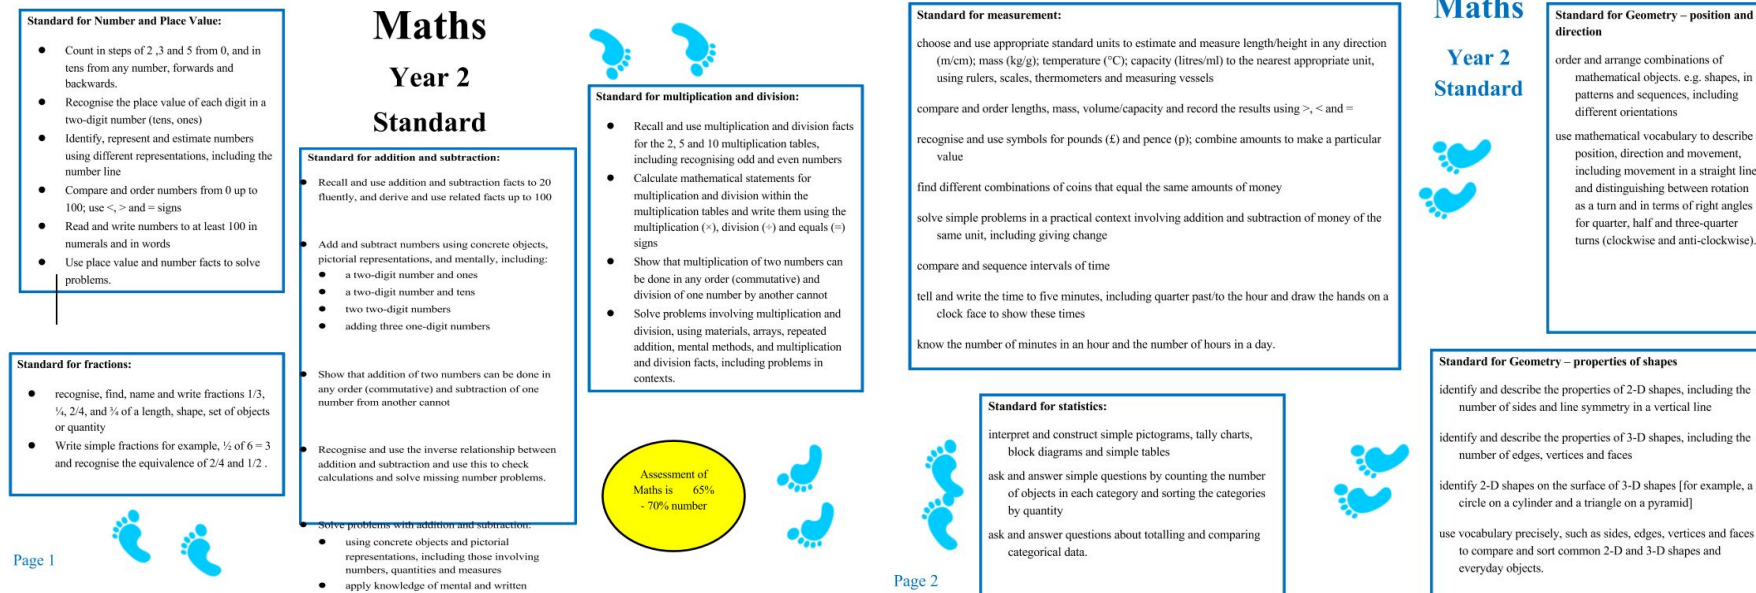 Standard for Number and Place Value:
● Count in steps of 2 ,3 and 5 from 0, and in
tens from any number, forwards and
backwards.
● Recognise the place value of each digit in a
two-digit number (tens, ones)
● Identify, represent and estimate numbers
using different representations, including the
number line
● Compare and order numbers from 0 up to
100; use <, > and = signs
● Read and write numbers to at least 100 in
numerals and in words
● Use place value and number facts to solve
problems.
Standard for fractions:
● recognise, find, name and write fractions 1/3,
¼, 2/4, and ¾ of a length, shape, set of objects
or quantity
● Write simple fractions for example, ½ of 6 = 3
and recognise the equivalence of 2/4 and 1/2 .
Page 1
Maths
Year 2
Standard
Standard for addition and subtraction:
● Recall and use addition and subtraction facts to 20
fluently, and derive and use related facts up to 100
● Add and subtract numbers using concrete objects,
pictorial representations, and mentally, including:
● a two-digit number and ones
● a two-digit number and tens
● two two-digit numbers
● adding three one-digit numbers
● Show that addition of two numbers can be done in
any order (commutative) and subtraction of one
number from another cannot
● Recognise and use the inverse relationship between
addition and subtraction and use this to check
calculations and solve missing number problems.
● Solve problems with addition and subtraction:
● using concrete objects and pictorial
representations, including those involving
numbers, quantities and measures
● apply knowledge of mental and written
Standard for multiplication and division:
● Recall and use multiplication and division facts
for the 2, 5 and 10 multiplication tables,
including recognising odd and even numbers
● Calculate mathematical statements for
multiplication and division within the
multiplication tables and write them using the
multiplication (×), division (÷) and equals (=)
signs
● Show that multiplication of two numbers can
be done in any order (commutative) and
division of one number by another cannot
● Solve problems involving multiplication and
division, using materials, arrays, repeated
addition, mental methods, and multiplication
and division facts, including problems in
contexts.
Assessment of
Maths is 65%
- 70% number
Standard for measurement:
choose and use appropriate standard units to estimate and measure length/height in any direction
(m/cm); mass (kg/g); temperature (°C); capacity (litres/ml) to the nearest appropriate unit,
using rulers, scales, thermometers and measuring vessels
compare and order lengths, mass, volume/capacity and record the results using >, < and =
recognise and use symbols for pounds (£) and pence (p); combine amounts to make a particular
value
find different combinations of coins that equal the same amounts of money
solve simple problems in a practical context involving addition and subtraction of money of the
same unit, including giving change
compare and sequence intervals of time
tell and write the time to five minutes, including quarter past/to the hour and draw the hands on a
clock face to show these times
know the number of minutes in an hour and the number of hours in a day.
Standard for statistics:
interpret and construct simple pictograms, tally charts,
block diagrams and simple tables
ask and answer simple questions by counting the number
of objects in each category and sorting the categories
by quantity
ask and answer questions about totalling and comparing
categorical data.
Page 2
Maths
Year 2
Standard
Standard for Geometry – position and
direction
order and arrange combinations of
mathematical objects. e.g. shapes, in
patterns and sequences, including
different orientations
use mathematical vocabulary to describe
position, direction and movement,
including movement in a straight line
and distinguishing between rotation
as a turn and in terms of right angles
for quarter, half and three-quarter
turns (clockwise and anti-clockwise).
Standard for Geometry – properties of shapes
identify and describe the properties of 2-D shapes, including the
number of sides and line symmetry in a vertical line
identify and describe the properties of 3-D shapes, including the
number of edges, vertices and faces
identify 2-D shapes on the surface of 3-D shapes [for example, a
circle on a cylinder and a triangle on a pyramid]
use vocabulary precisely, such as sides, edges, vertices and faces
to compare and sort common 2-D and 3-D shapes and
everyday objects.